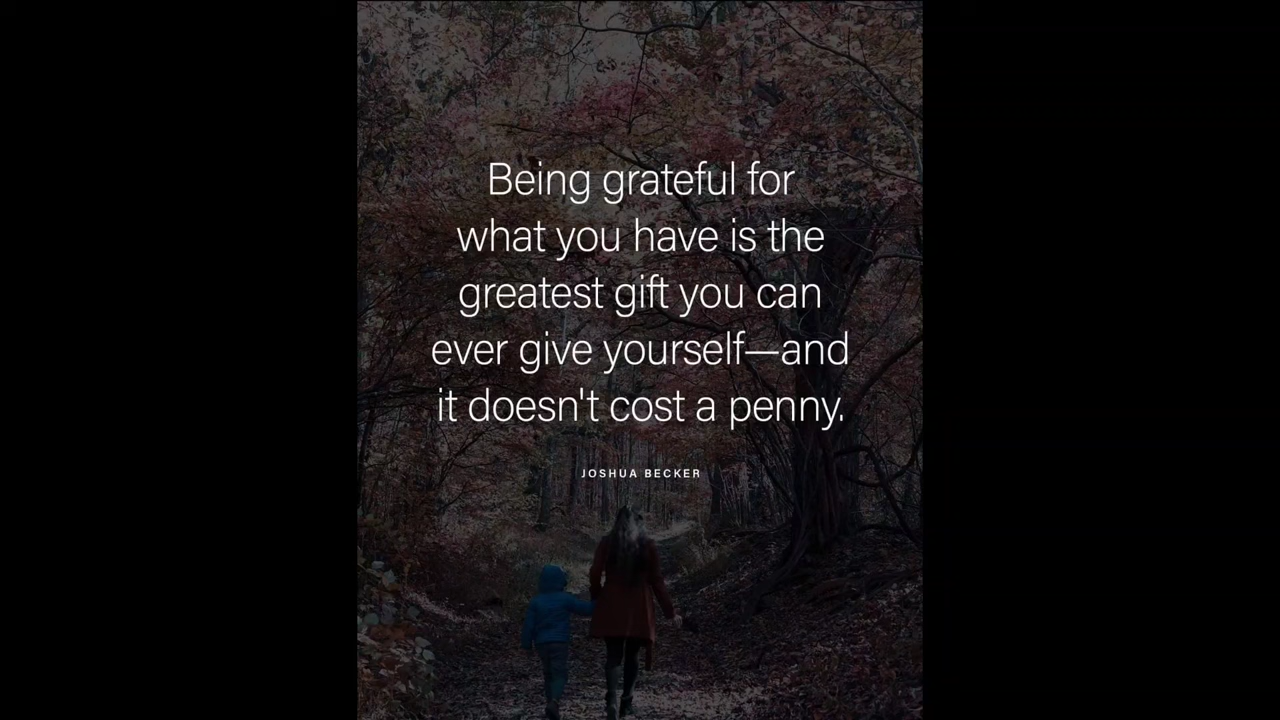 Being grateful for
what you have is the
greatest gift you can
ever give yourself—and
it doesn't cost a penny.
JOSHUA BECKER